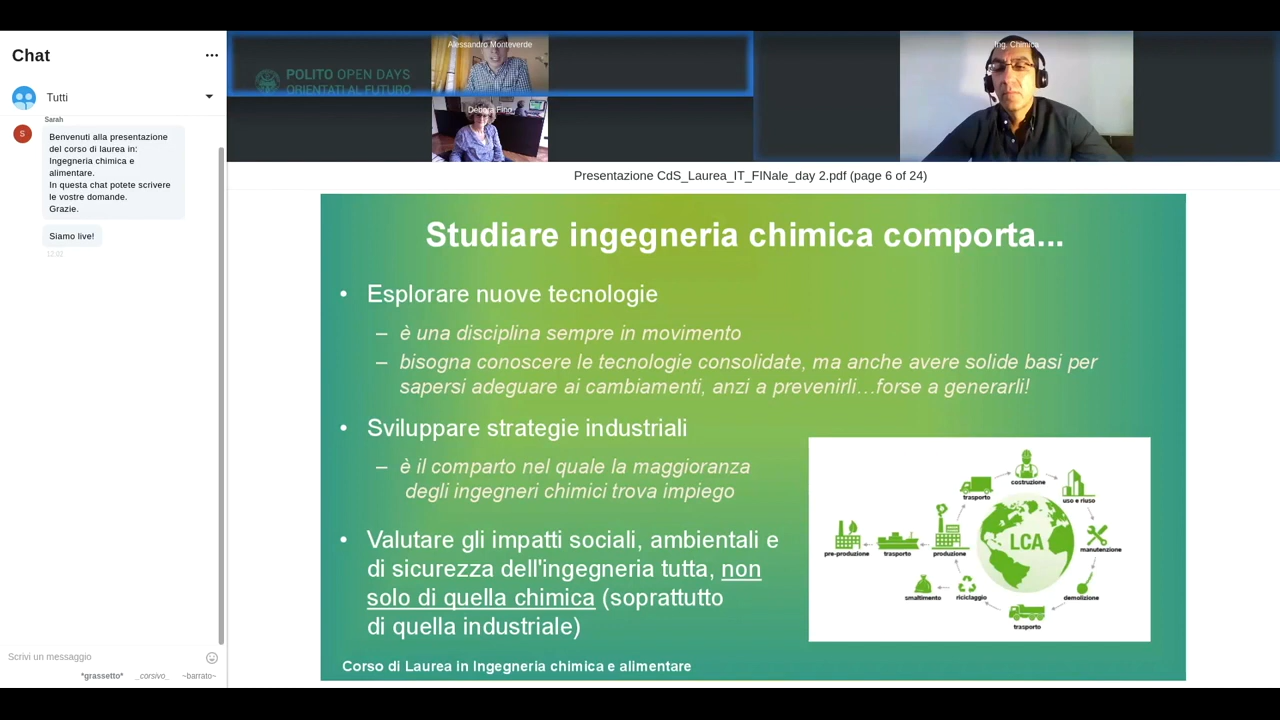 Chat
Tutti
Sarah
S
Benvenuti alla presentazione
del corso di laurea in:
Ingegneria chimica e
alimentare.
In questa chat potete scrivere
le vostre domande.
Grazie.
Siamo live!
12:02
Scrivi un messaggio
*grassetto* _corsivo_ ~barrato~
Alessandro Monteverde
POLITO OPEN DAYS
ORIENTATI AL FUTURO
Debora Fino
Ing. Chimica
Presentazione CdS_Laurea_IT_FINale_day 2.pdf (page 6 of 24)
Studiare ingegneria chimica comporta...
• Esplorare nuove tecnologie
– è una disciplina sempre in movimento
– bisogna conoscere le tecnologie consolidate, ma anche avere solide basi per
sapersi adeguare ai cambiamenti, anzi a prevenirli…forse a generarli!
• Sviluppare strategie industriali
– è il comparto nel quale la maggioranza
degli ingegneri chimici trova impiego
• Valutare gli impatti sociali, ambientali e
di sicurezza dell'ingegneria tutta, non
solo di quella chimica (soprattutto
di quella industriale)
costruzione
trasporto
uso e riuso
LCA
pre-produzione
trasporto
produzione
manutenzione
smaltimento
riciclaggio
demolizione
trasporto
Corso di Laurea in Ingegneria chimica e alimentare